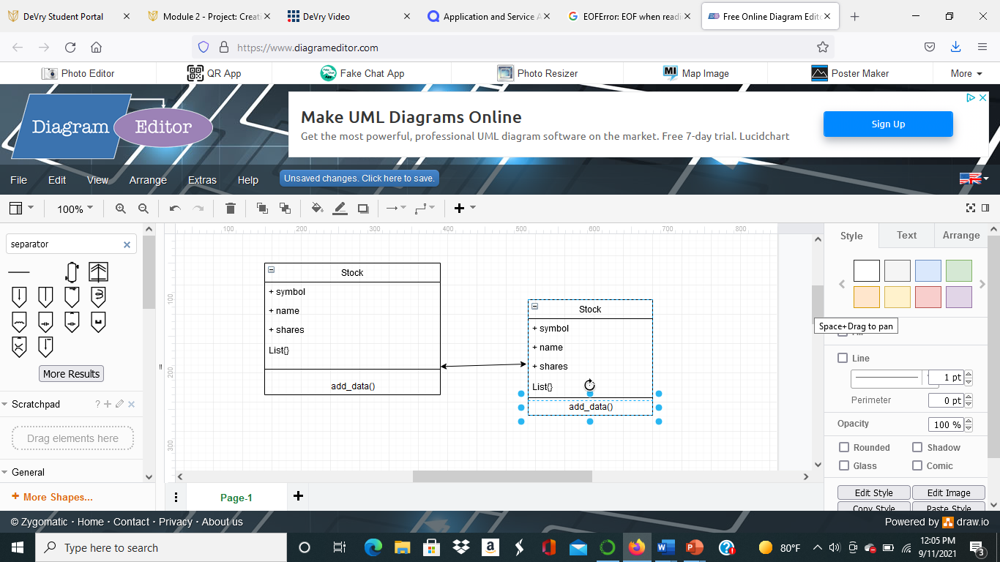 DeVry Student Portal
Module 2 - Project: Creati
DeVry Video
Application and Service A
EOFError: EOF when readi
Free Online Diagram Edito
https://www.diagrameditor.com
Photo Editor
QR App
Fake Chat App
Photo Resizer
MI Map Image
Poster Maker
More
Diagram Editor
Make UML Diagrams Online
Get the most powerful, professional UML diagram software on the market. Free 7-day trial. Lucidchart
Sign Up
File Edit View Arrange Extras Help
Unsaved changes. Click here to save.
100%
separator
More Results
Scratchpad
?
Drag elements here
General
More Shapes...
100 200 300 400 500 600 700 800
100
200
300
Stock
+ symbol
+ name
+ shares
List{}
add_data()
Stock
+ symbol
+ name
+ shares
List{}
add_data()
Style Text Arrange
Space+Drag to pan
Line
1 pt
Perimeter
0 pt
Opacity
100 %
Rounded
Shadow
Glass
Comic
Edit Style
Edit Image
Copy Style
Paste Style
Page-1
© Zygomatic · Home · Contact · Privacy · About us
Powered by draw.io
Type here to search
80°F
12:05 PM
9/11/2021
3